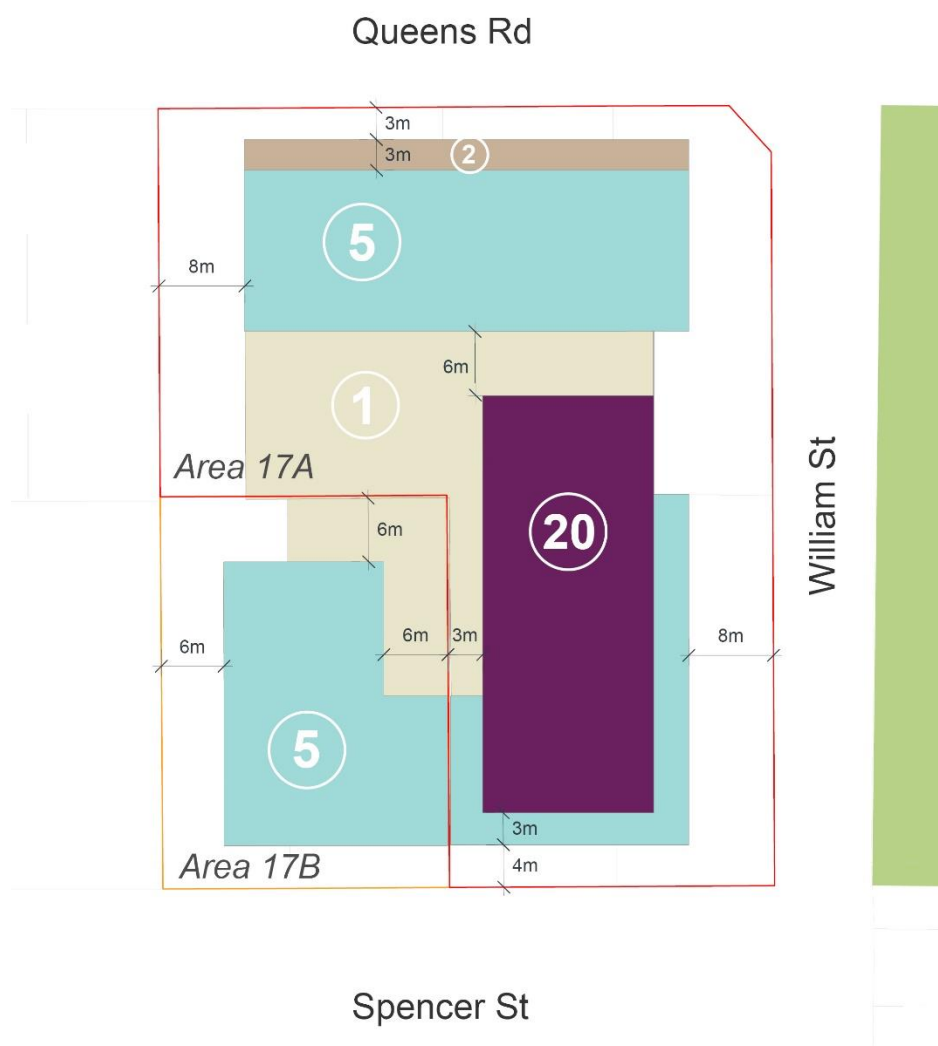 Queens Rd
3m
2
3m
5
8m
6m
1
Area 17A
William St
20
6m
6m
6m
3m
8m
5
3m
4m
Area 17B
Spencer St